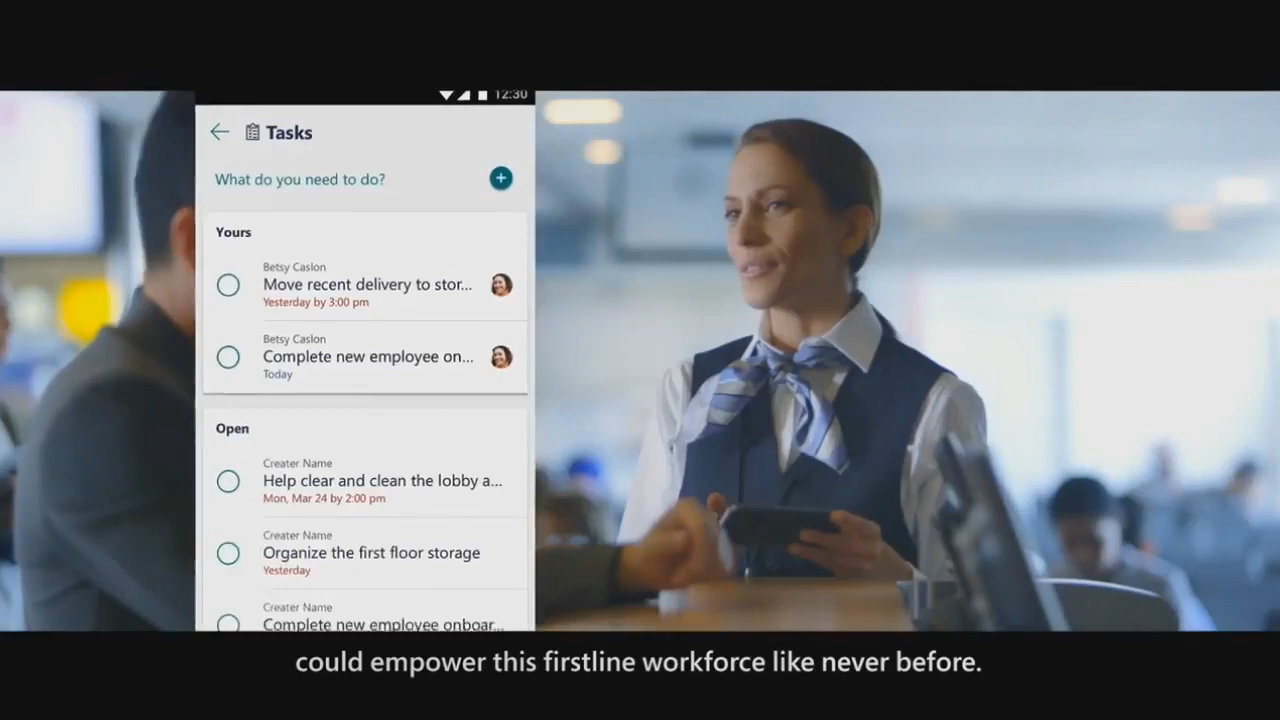 12:30
Tasks
What do you need to do?
Yours
Betsy Caslon
Move recent delivery to stor...
Yesterday by 3:00 pm
Betsy Caslon
Complete new employee on...
Today
Open
Creater Name
Help clear and clean the lobby a...
Mon, Mar 24 by 2:00 pm
Creater Name
Organize the first floor storage
Yesterday
Creater Name
Complete new employee onboar...
could empower this firstline workforce like never before.